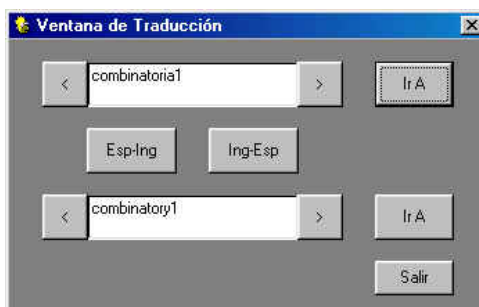 Ventana de Traducción
< combinatoria1 > Ir A
Esp-Ing Ing-Esp
< combinatory1 > Ir A
Salir